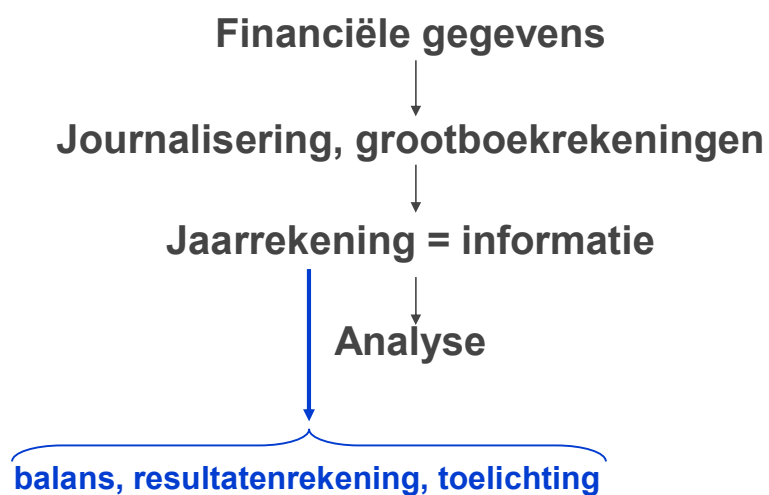 Financiële gegevens
Journalisering, grootboekrekeningen
Jaarrekening = informatie
Analyse
balans, resultatenrekening, toelichting